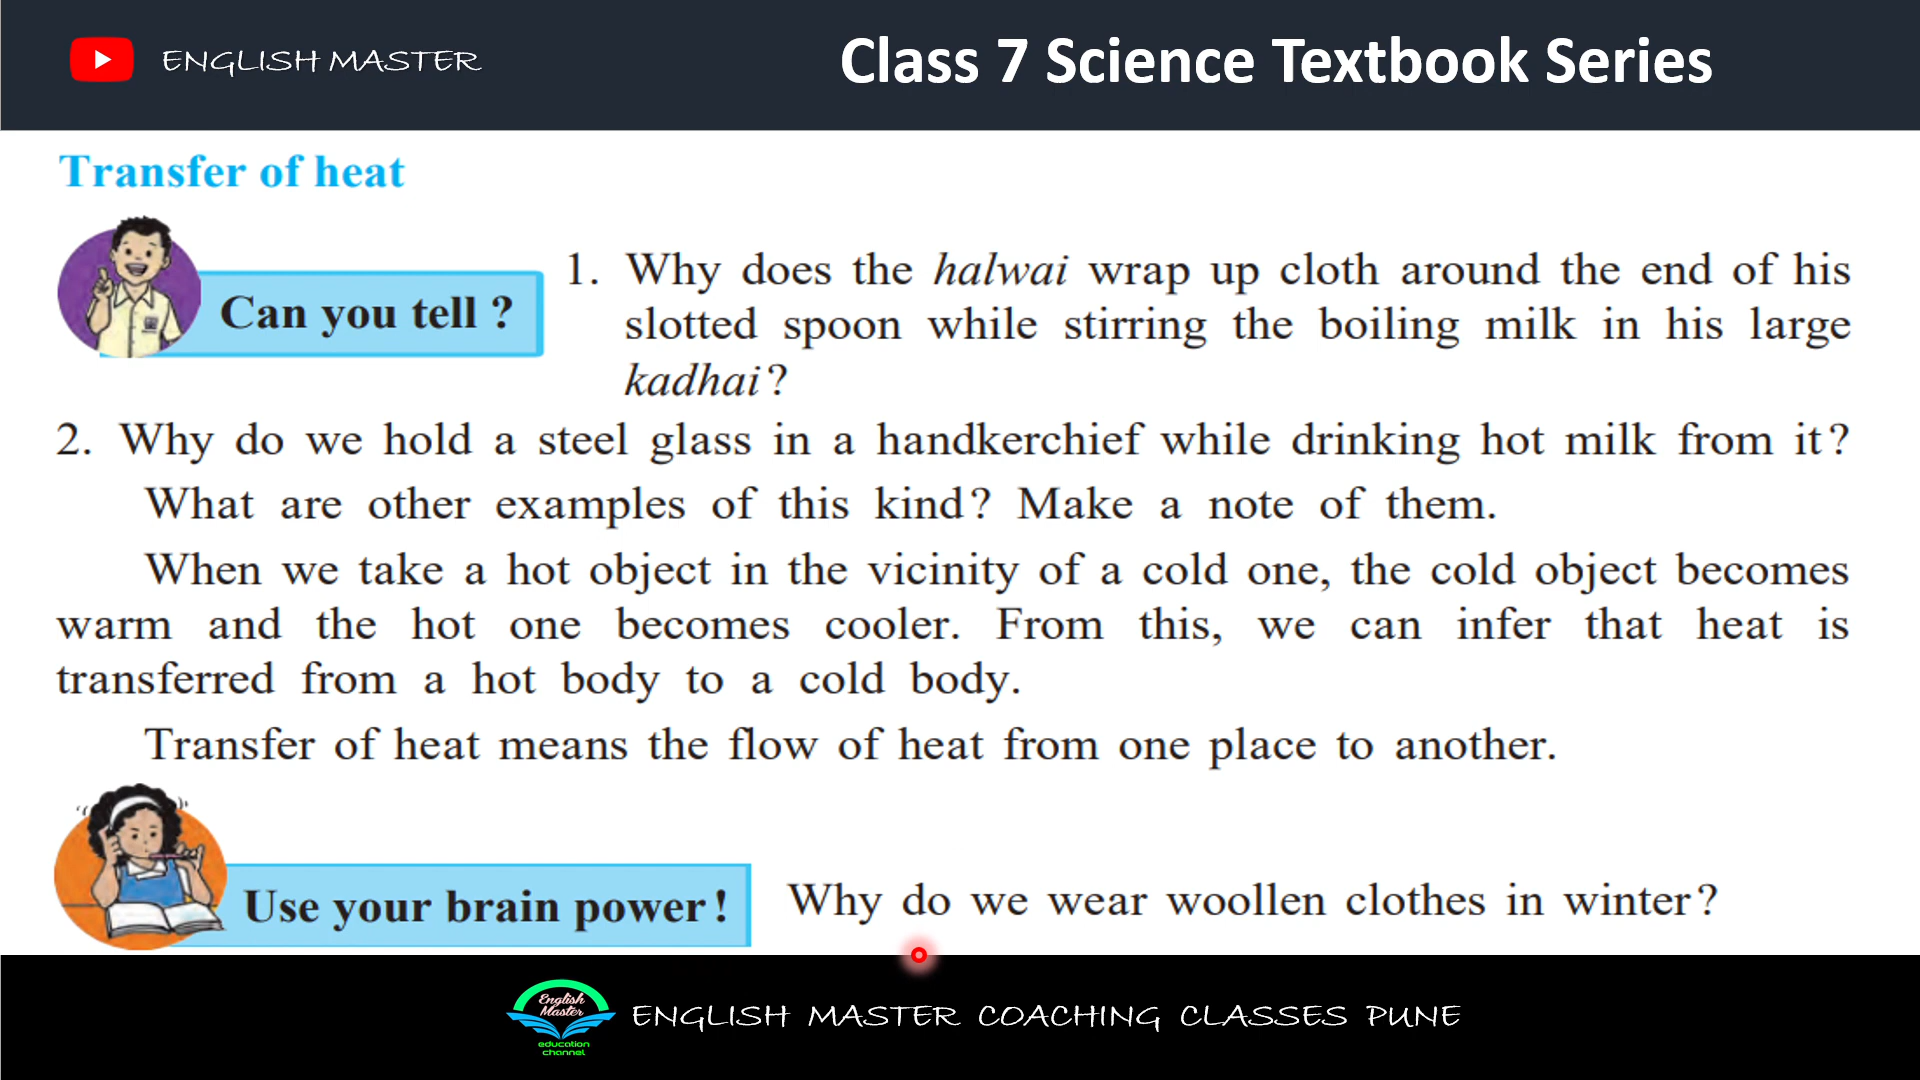 ENGLISH MASTER
Class 7 Science Textbook Series
Transfer of heat
Can you tell ?
1. Why does the halwai wrap up cloth around the end of his
slotted spoon while stirring the boiling milk in his large
kadhai?
2. Why do we hold a steel glass in a handkerchief while drinking hot milk from it?
What are other examples of this kind? Make a note of them.
When we take a hot object in the vicinity of a cold one, the cold object becomes
warm and the hot one becomes cooler. From this, we can infer that heat is
transferred from a hot body to a cold body.
Transfer of heat means the flow of heat from one place to another.
Use your brain power!
Why do we wear woollen clothes in winter?
English
Master
education
channel
ENGLISH MASTER COACHING CLASSES PUNE